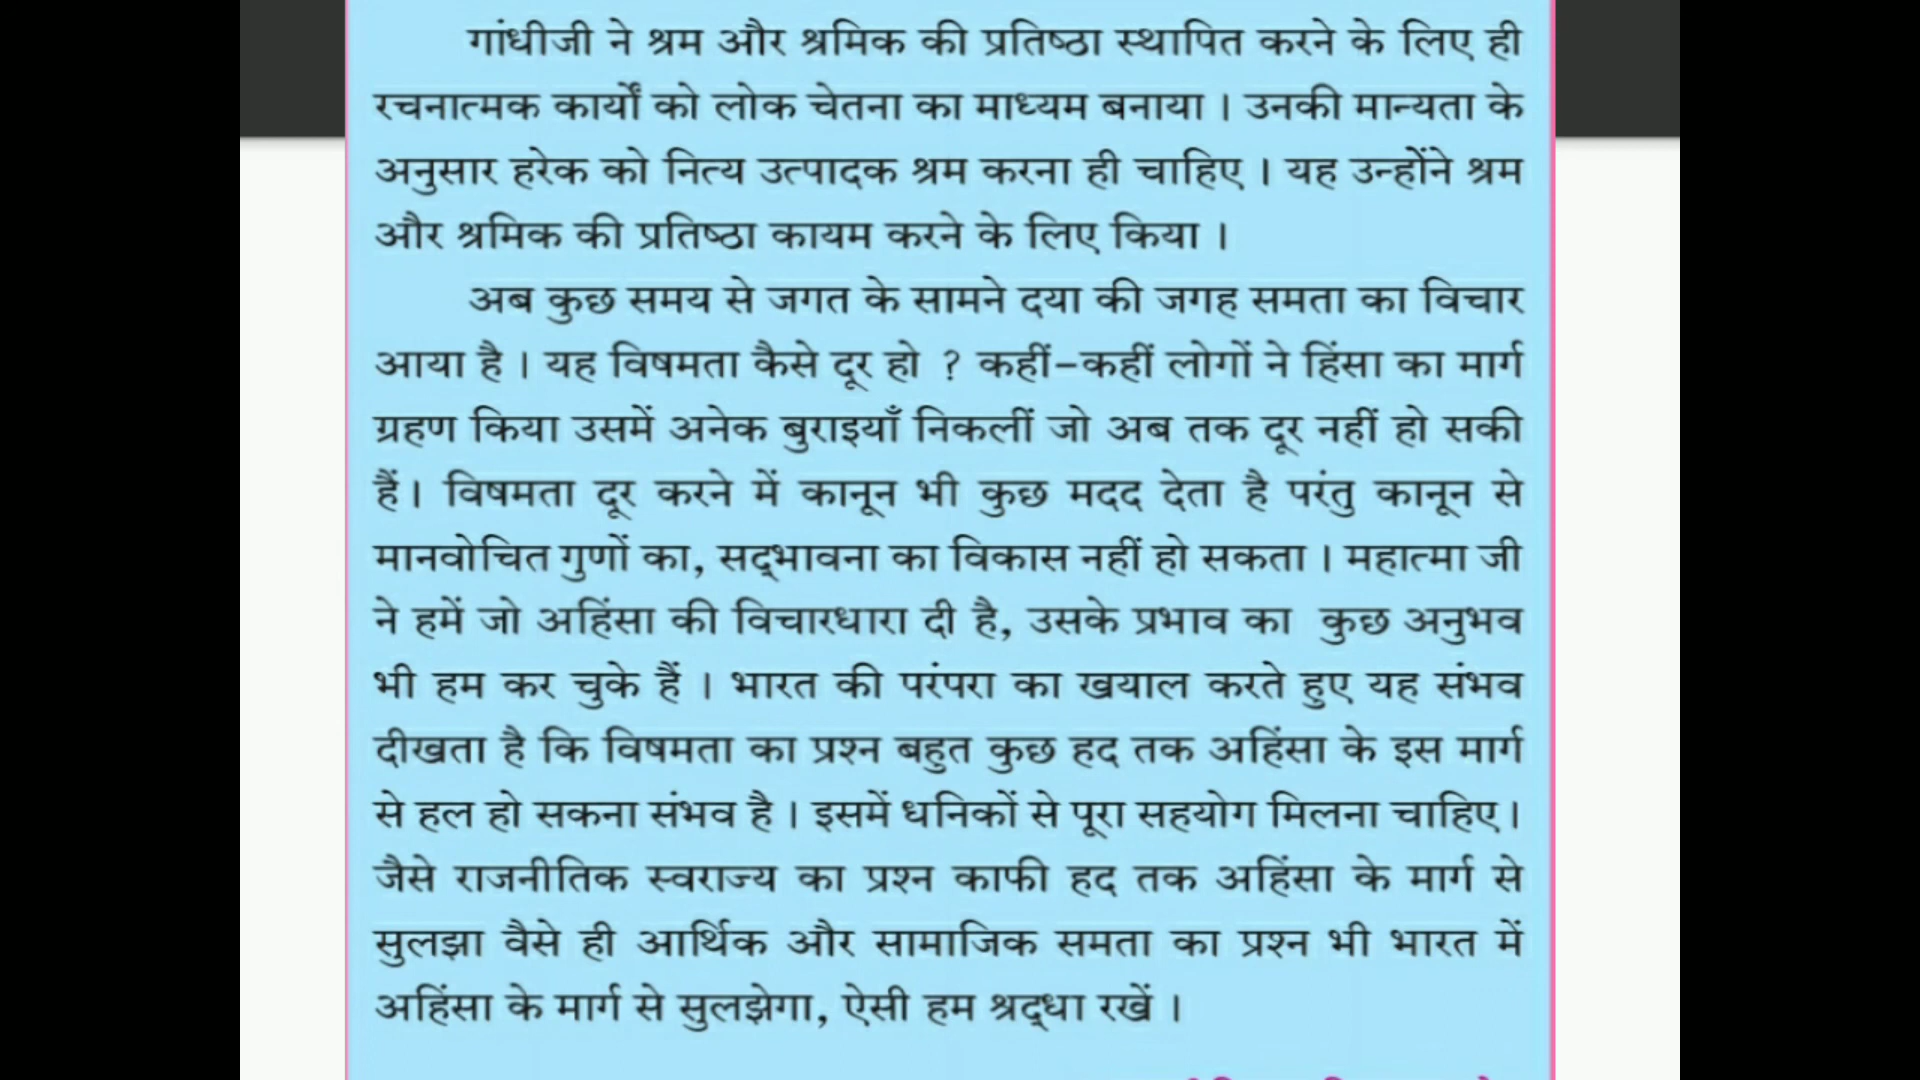 गांधीजी ने श्रम और श्रमिक की प्रतिष्ठा स्थापित करने के लिए ही
रचनात्मक कार्यों को लोक चेतना का माध्यम बनाया । उनकी मान्यता के
अनुसार हरेक को नित्य उत्पादक श्रम करना ही चाहिए । यह उन्होंने श्रम
और श्रमिक की प्रतिष्ठा कायम करने के लिए किया ।
अब कुछ समय से जगत के सामने दया की जगह समता का विचार
आया है । यह विषमता कैसे दूर हो ? कहीं-कहीं लोगों ने हिंसा का मार्ग
ग्रहण किया उसमें अनेक बुराइयाँ निकलीं जो अब तक दूर नहीं हो सकी
हैं । विषमता दूर करने में कानून भी कुछ मदद देता है परंतु कानून से
मानवोचित गुणों का, सद्‌भावना का विकास नहीं हो सकता । महात्मा जी
ने हमें जो अहिंसा की विचारधारा दी है, उसके प्रभाव का कुछ अनुभव
भी हम कर चुके हैं । भारत की परंपरा का खयाल करते हुए यह संभव
दीखता है कि विषमता का प्रश्न बहुत कुछ हद तक अहिंसा के इस मार्ग
से हल हो सकना संभव है । इसमें धनिकों से पूरा सहयोग मिलना चाहिए ।
जैसे राजनीतिक स्वराज्य का प्रश्न काफी हद तक अहिंसा के मार्ग से
सुलझा वैसे ही आर्थिक और सामाजिक समता का प्रश्न भी भारत में
अहिंसा के मार्ग से सुलझेगा, ऐसी हम श्रद्‌धा रखें ।